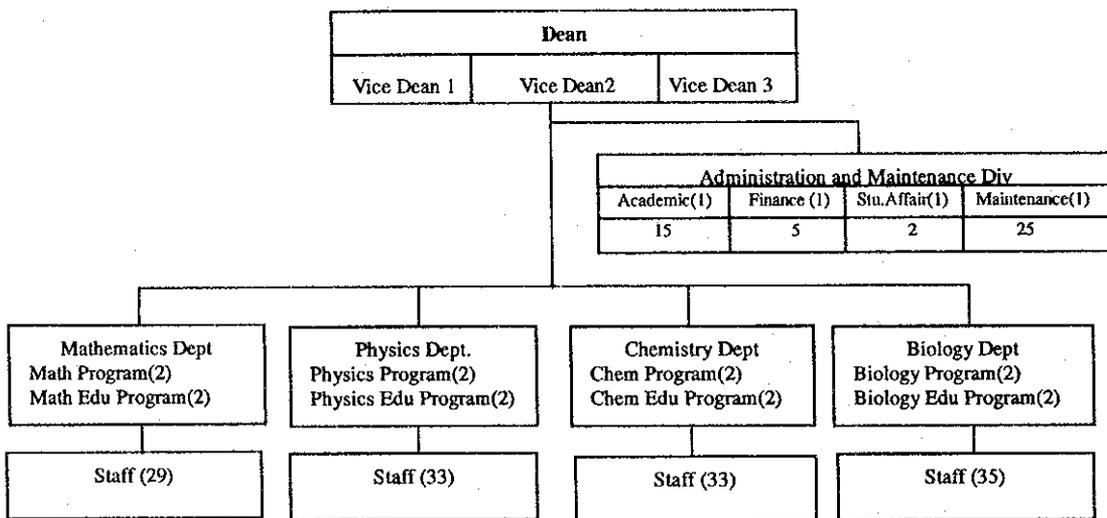 Dean
Vice Dean 1 Vice Dean2 Vice Dean 3
Administration and Maintenance Div
Academic(1) Finance (1) Stu.Affair(1) Maintenance(1)
15 5 2 25
Mathematics Dept
Math Program(2)
Math Edu Program(2)
Physics Dept.
Physics Program(2)
Physics Edu Program(2)
Chemistry Dept
Chem Program(2)
Chem Edu Program(2)
Biology Dept
Biology Program(2)
Biology Edu Program(2)
Staff (29)
Staff (33)
Staff (33)
Staff (35)